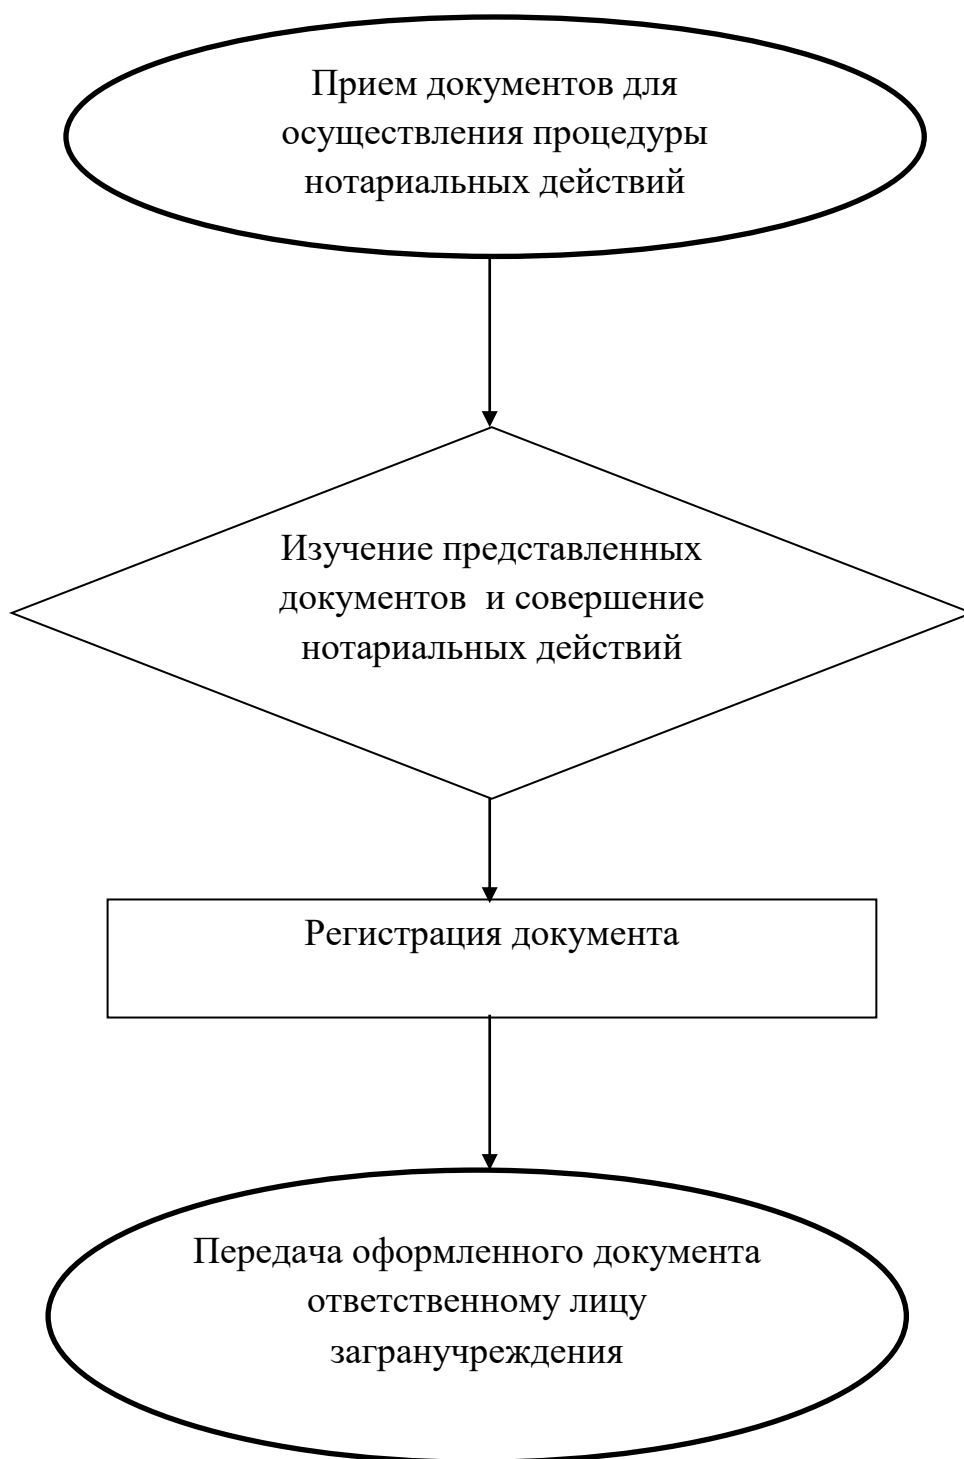 Прием документов для
осуществления процедуры
нотариальных действий
Изучение представленных
документов  и совершение
нотариальных действий
Регистрация документа
Передача оформленного документа
ответственному лицу
загранучреждения